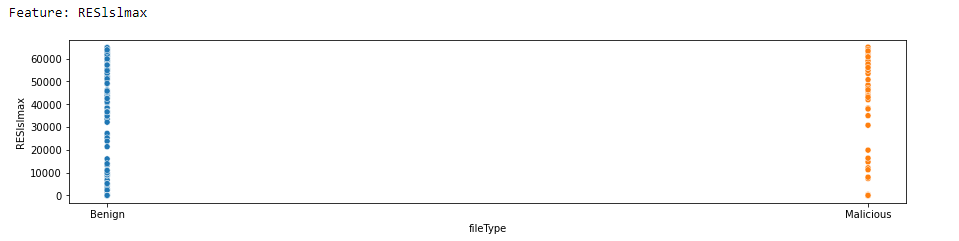 Feature: RESlslmax
60000
50000
40000
30000
20000
10000
0
RESlslmax
Benign
Malicious
fileType